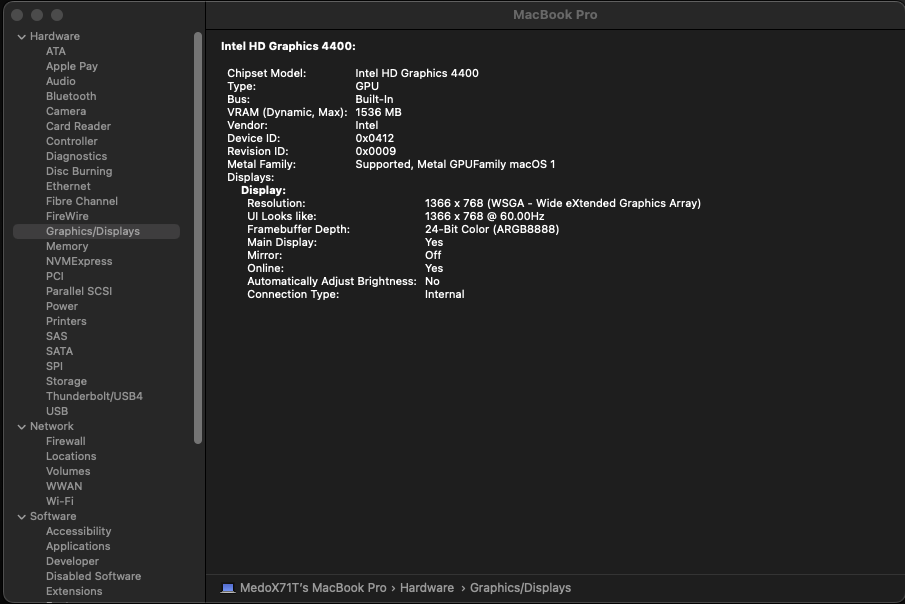 MacBook Pro
Hardware
ATA
Apple Pay
Audio
Bluetooth
Camera
Card Reader
Controller
Diagnostics
Disc Burning
Ethernet
Fibre Channel
FireWire
Graphics/Displays
Memory
NVMExpress
PCI
Parallel SCSI
Power
Printers
SAS
SATA
SPI
Storage
Thunderbolt/USB4
USB
Network
Firewall
Locations
Volumes
WWAN
Wi-Fi
Software
Accessibility
Applications
Developer
Disabled Software
Extensions
Intel HD Graphics 4400:
Chipset Model: Intel HD Graphics 4400
Type: GPU
Bus: Built-In
VRAM (Dynamic, Max): 1536 MB
Vendor: Intel
Device ID: 0x0412
Revision ID: 0x0009
Metal Family: Supported, Metal GPUFamily macOS 1
Displays:
Display:
Resolution: 1366 x 768 (WSGA - Wide eXtended Graphics Array)
UI Looks like: 1366 x 768 @ 60.00Hz
Framebuffer Depth: 24-Bit Color (ARGB8888)
Main Display: Yes
Mirror: Off
Online: Yes
Automatically Adjust Brightness: No
Connection Type: Internal
MedoX71T's MacBook Pro › Hardware › Graphics/Displays